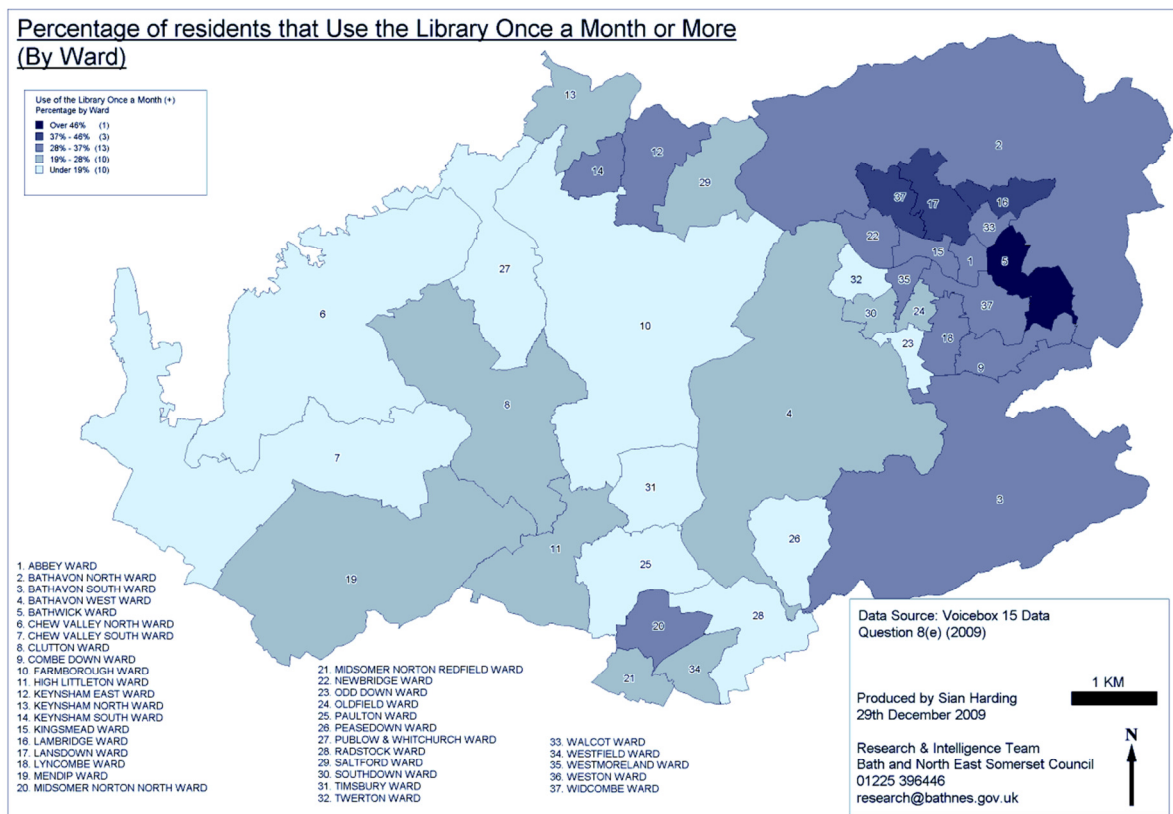 Percentage of residents that Use the Library Once a Month or More
(By Ward)
Use of the Library Once a Month (+)
Percentage by Ward
Over 46% (1)
37% - 46% (3)
28% - 37% (13)
19% - 28% (10)
Under 19% (10)
13
12
14
29
2
37
17
16
33
22
15
1
5
27
32
35
6
10
30
24
37
23
18
9
8
4
7
31
3
11
26
25
19
28
20
34
21
1. ABBEY WARD
2. BATHAVON NORTH WARD
3. BATHAVON SOUTH WARD
4. BATHAVON WEST WARD
5. BATHWICK WARD
6. CHEW VALLEY NORTH WARD
7. CHEW VALLEY SOUTH WARD
8. CLUTTON WARD
9. COMBE DOWN WARD
10. FARMBOROUGH WARD
11. HIGH LITTLETON WARD
12. KEYNSHAM EAST WARD
13. KEYNSHAM NORTH WARD
14. KEYNSHAM SOUTH WARD
15. KINGSMEAD WARD
16. LAMBRIDGE WARD
17. LANSDOWN WARD
18. LYNCOMBE WARD
19. MENDIP WARD
20. MIDSOMER NORTON NORTH WARD
21. MIDSOMER NORTON REDFIELD WARD
22. NEWBRIDGE WARD
23. ODD DOWN WARD
24. OLDFIELD WARD
25. PAULTON WARD
26. PEASEDOWN WARD
27. PUBLOW & WHITCHURCH WARD
28. RADSTOCK WARD
29. SALTFORD WARD
30. SOUTHDOWN WARD
31. TIMSBURY WARD
32. TWERTON WARD
33. WALCOT WARD
34. WESTFIELD WARD
35. WESTMORELAND WARD
36. WESTON WARD
37. WIDCOMBE WARD
Data Source: Voicebox 15 Data
Question 8(e) (2009)
1 KM
Produced by Sian Harding
29th December 2009
N
Research & Intelligence Team
Bath and North East Somerset Council
01225 396446
research@bathnes.gov.uk